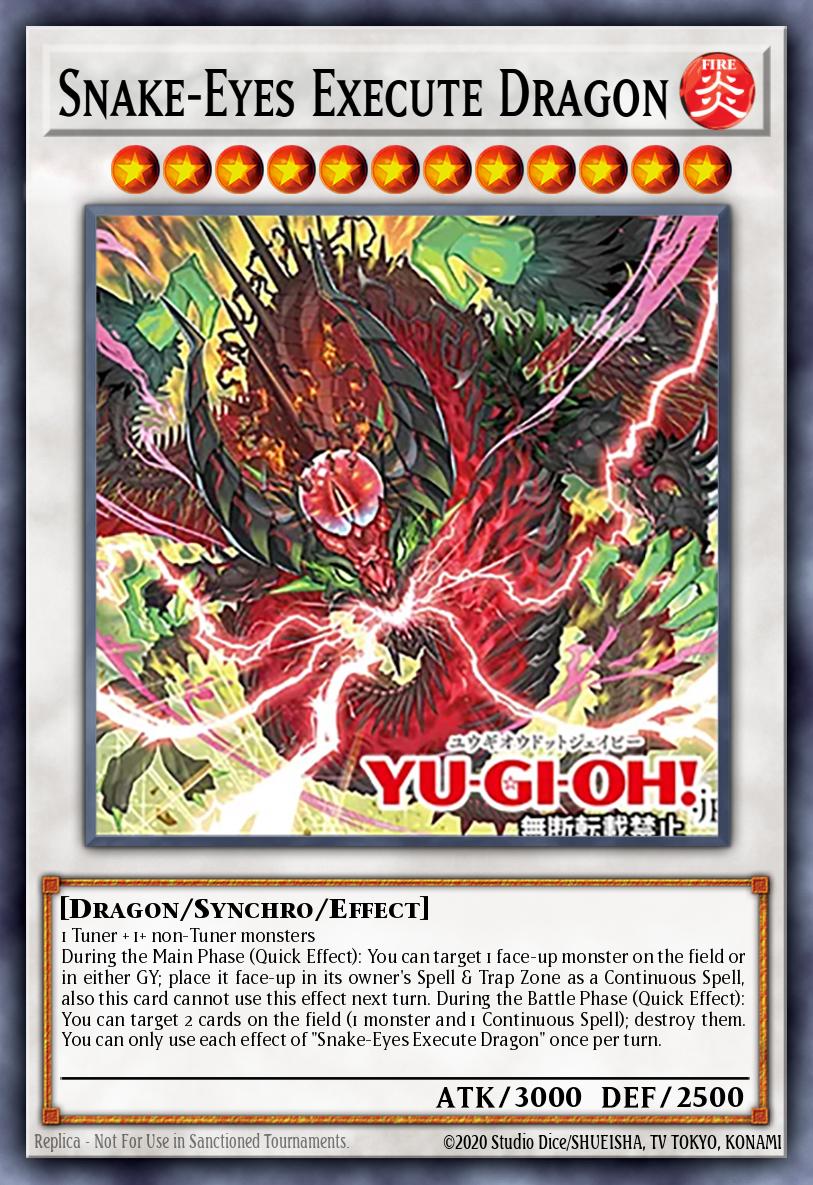 Snake-Eyes Execute Dragon
FIRE
炎
ユウギオウドットジェイピー
YU-GI-OH!
.JP
無断転載禁止
[Dragon/Synchro/Effect]
1 Tuner + 1+ non-Tuner monsters
During the Main Phase (Quick Effect): You can target 1 face-up monster on the field or
in either GY; place it face-up in its owner's Spell & Trap Zone as a Continuous Spell,
also this card cannot use this effect next turn. During the Battle Phase (Quick Effect):
You can target 2 cards on the field (1 monster and 1 Continuous Spell); destroy them.
You can only use each effect of "Snake-Eyes Execute Dragon" once per turn.
ATK/3000 DEF/2500
Replica - Not For Use in Sanctioned Tournaments.
©2020 Studio Dice/SHUEISHA, TV TOKYO, KONAMI